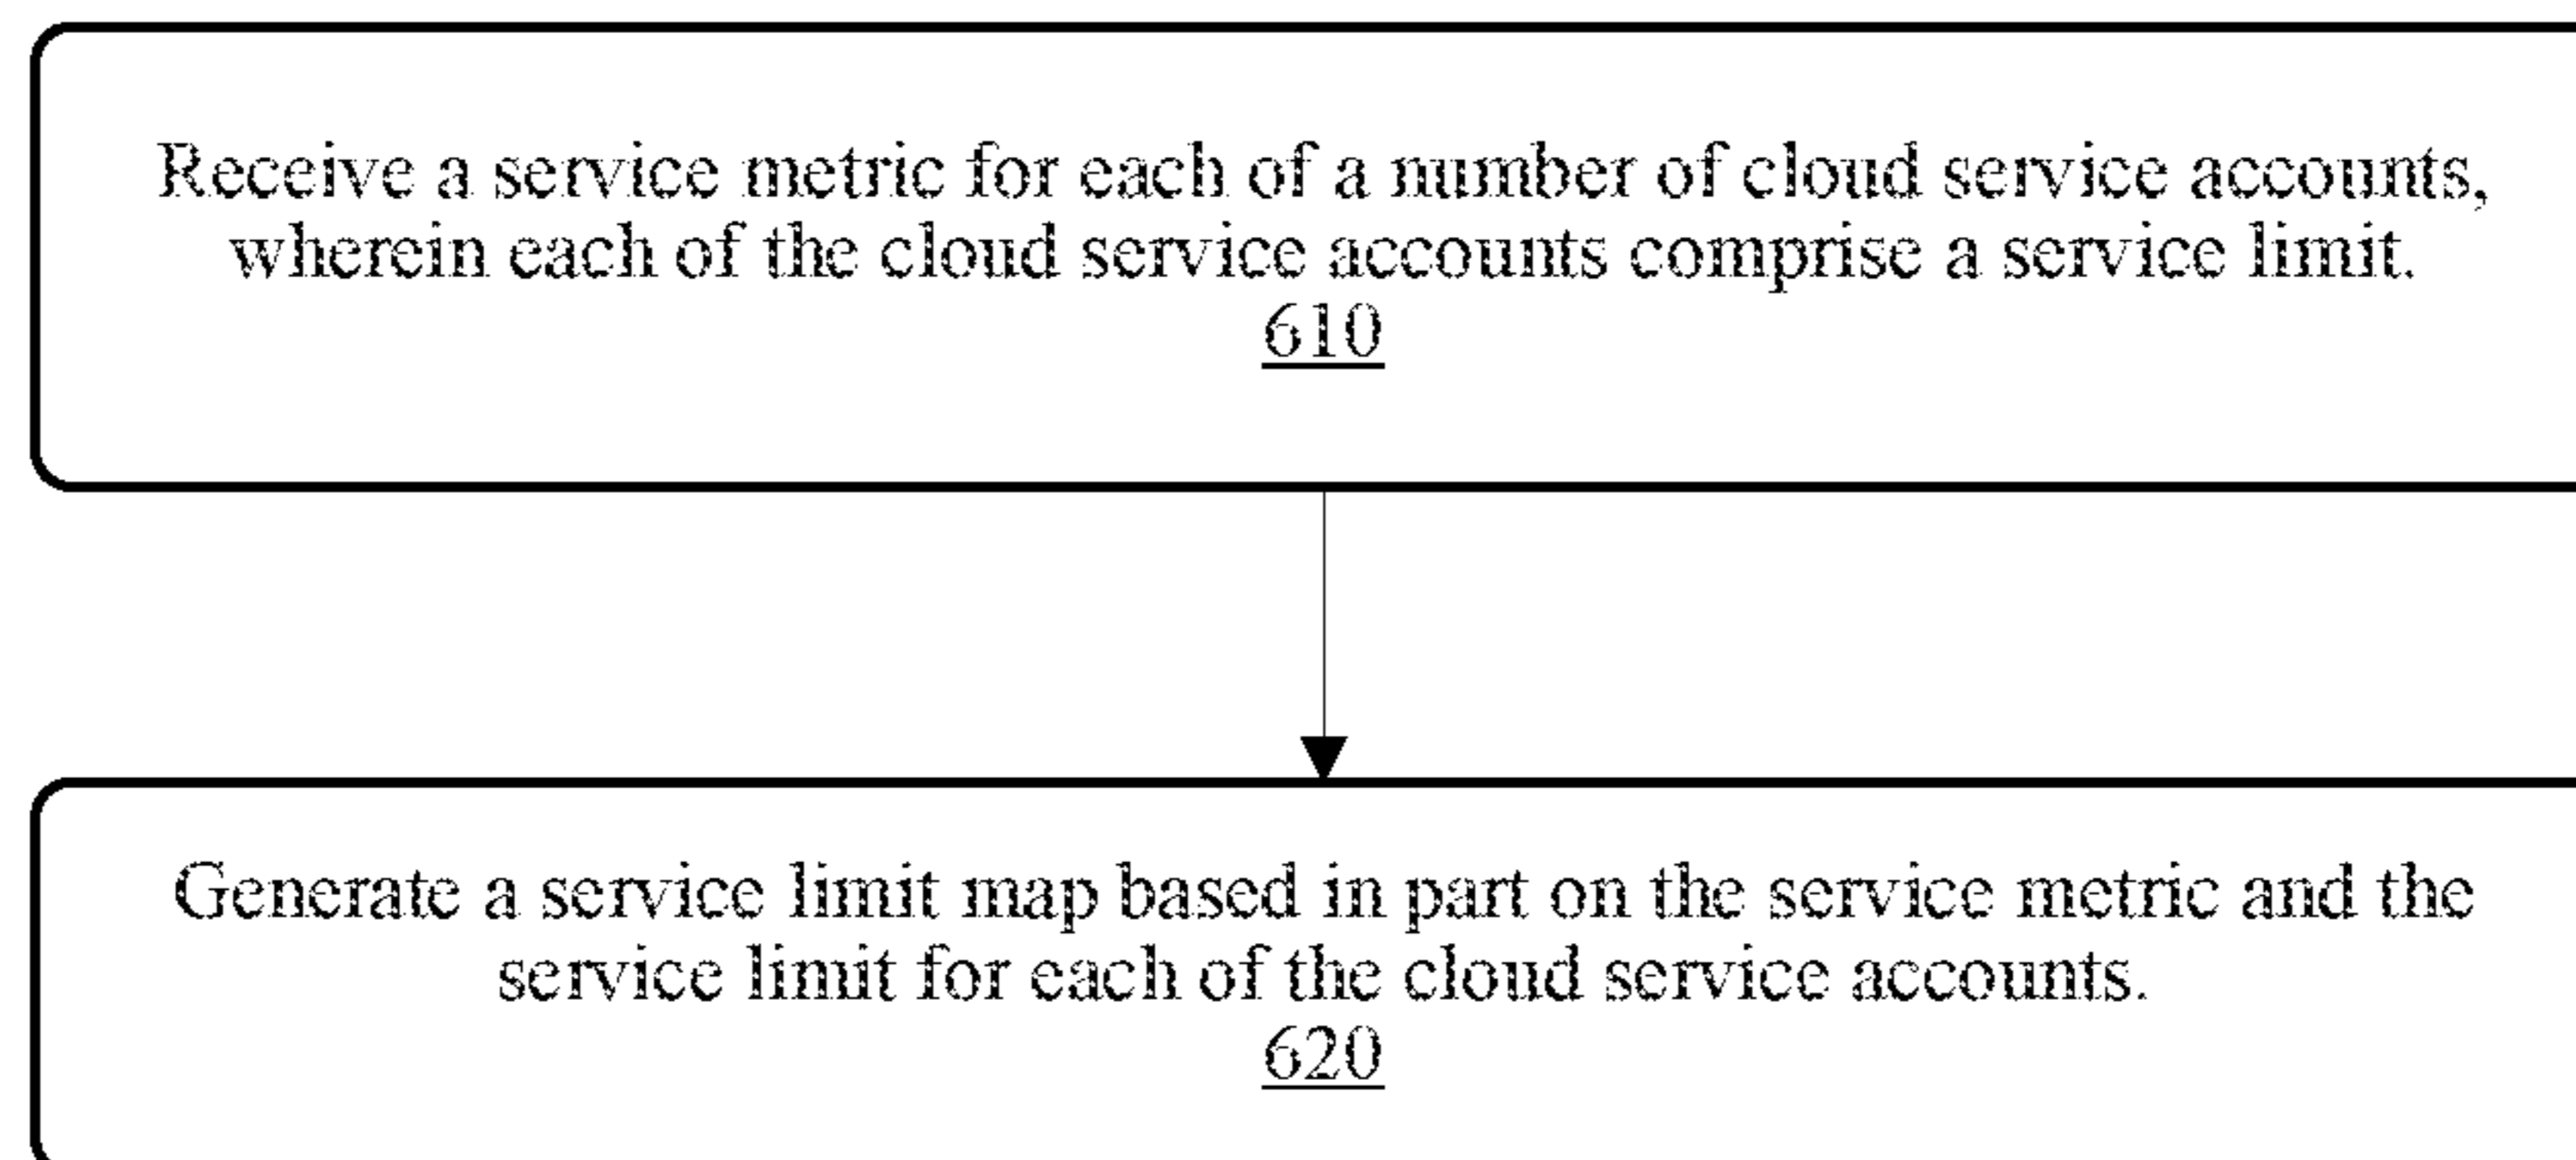 Receive a service metric for each of a number of cloud service accounts,
wherein each of the cloud service accounts comprise a service limit.
610
Generate a service limit map based in part on the service metric and the
service limit for each of the cloud service accounts.
620